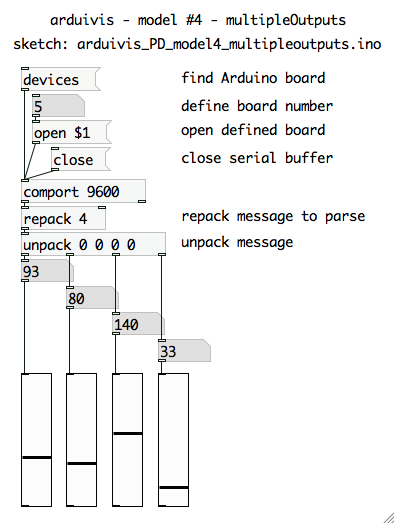 arduivis - model #4 - multipleOutputs
sketch: arduivis_PD_model4_multipleoutputs.ino
devices find Arduino board
5 define board number
open $1 open defined board
close close serial buffer
comport 9600
repack 4 repack message to parse
unpack 0 0 0 0 unpack message
93
80
140
33